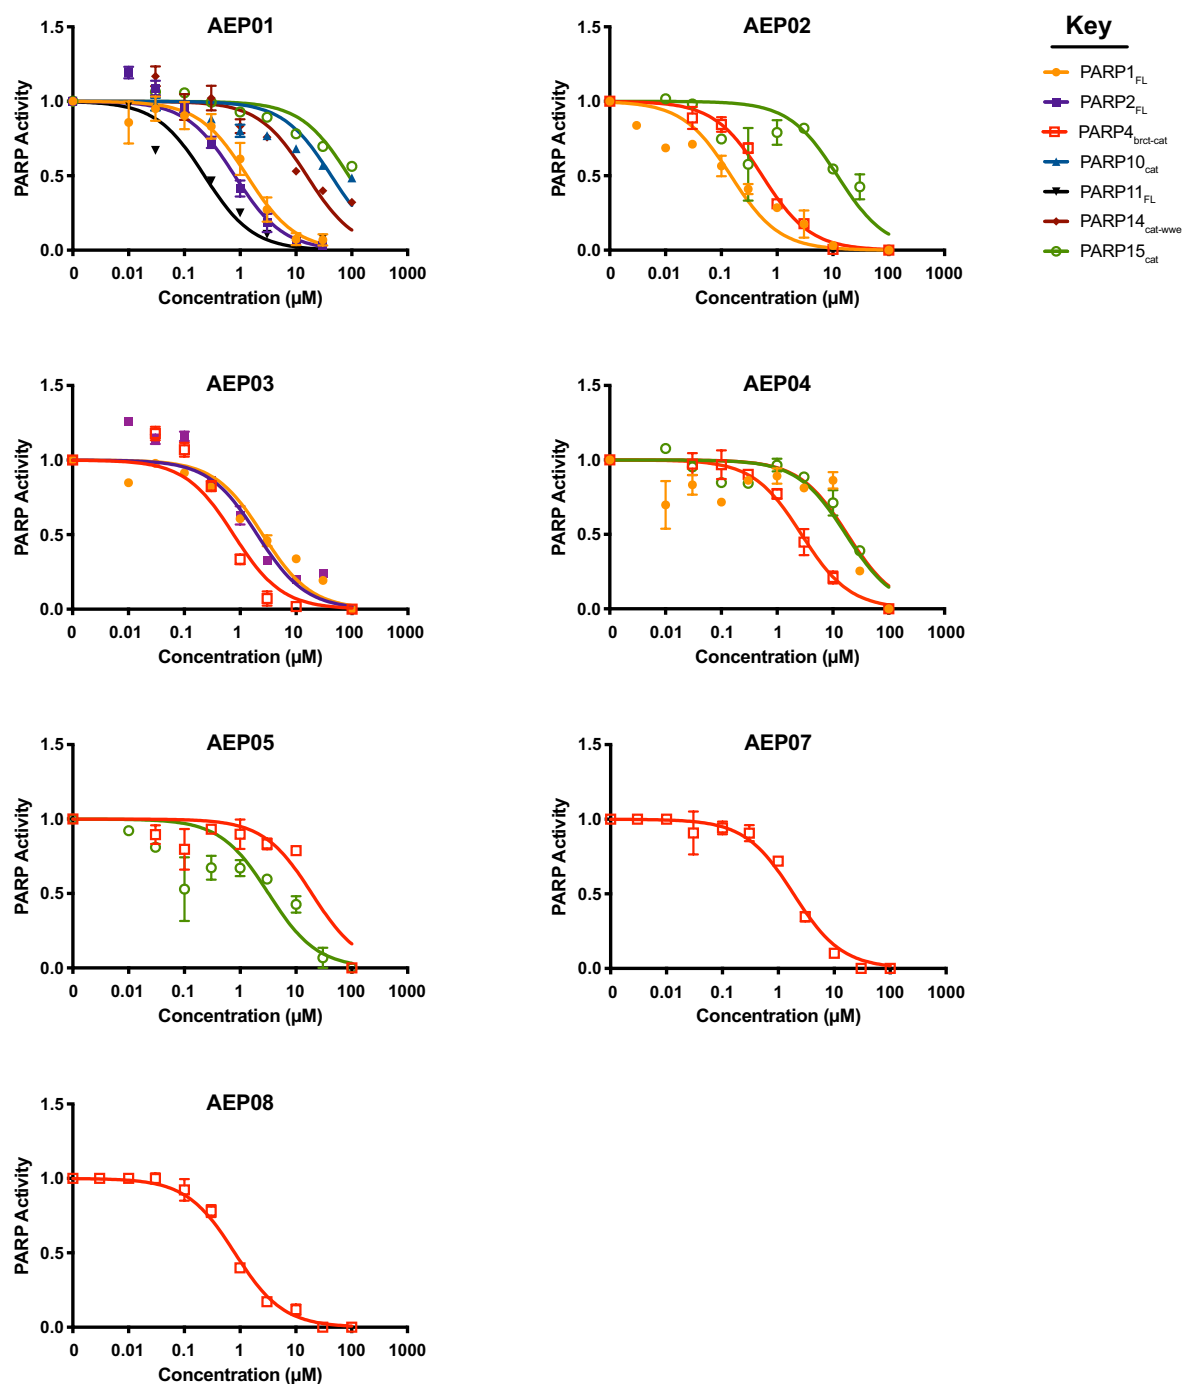 AEP01
1.5
1.0
0.5
0.0
PARP Activity
0 0.01 0.1 1 10 100 1000
Concentration (µM)
AEP02
1.5
1.0
0.5
0.0
PARP Activity
0 0.01 0.1 1 10 100 1000
Concentration (µM)
Key
PARP1FL
PARP2FL
PARP4brct-cat
PARP10cat
PARP11FL
PARP14cat-wwe
PARP15cat
AEP03
1.5
1.0
0.5
0.0
PARP Activity
0 0.01 0.1 1 10 100 1000
Concentration (µM)
AEP04
1.5
1.0
0.5
0.0
PARP Activity
0 0.01 0.1 1 10 100 1000
Concentration (µM)
AEP05
1.5
1.0
0.5
0.0
PARP Activity
0 0.01 0.1 1 10 100 1000
Concentration (µM)
AEP07
1.5
1.0
0.5
0.0
PARP Activity
0 0.01 0.1 1 10 100 1000
Concentration (µM)
AEP08
1.5
1.0
0.5
0.0
PARP Activity
0 0.01 0.1 1 10 100 1000
Concentration (µM)